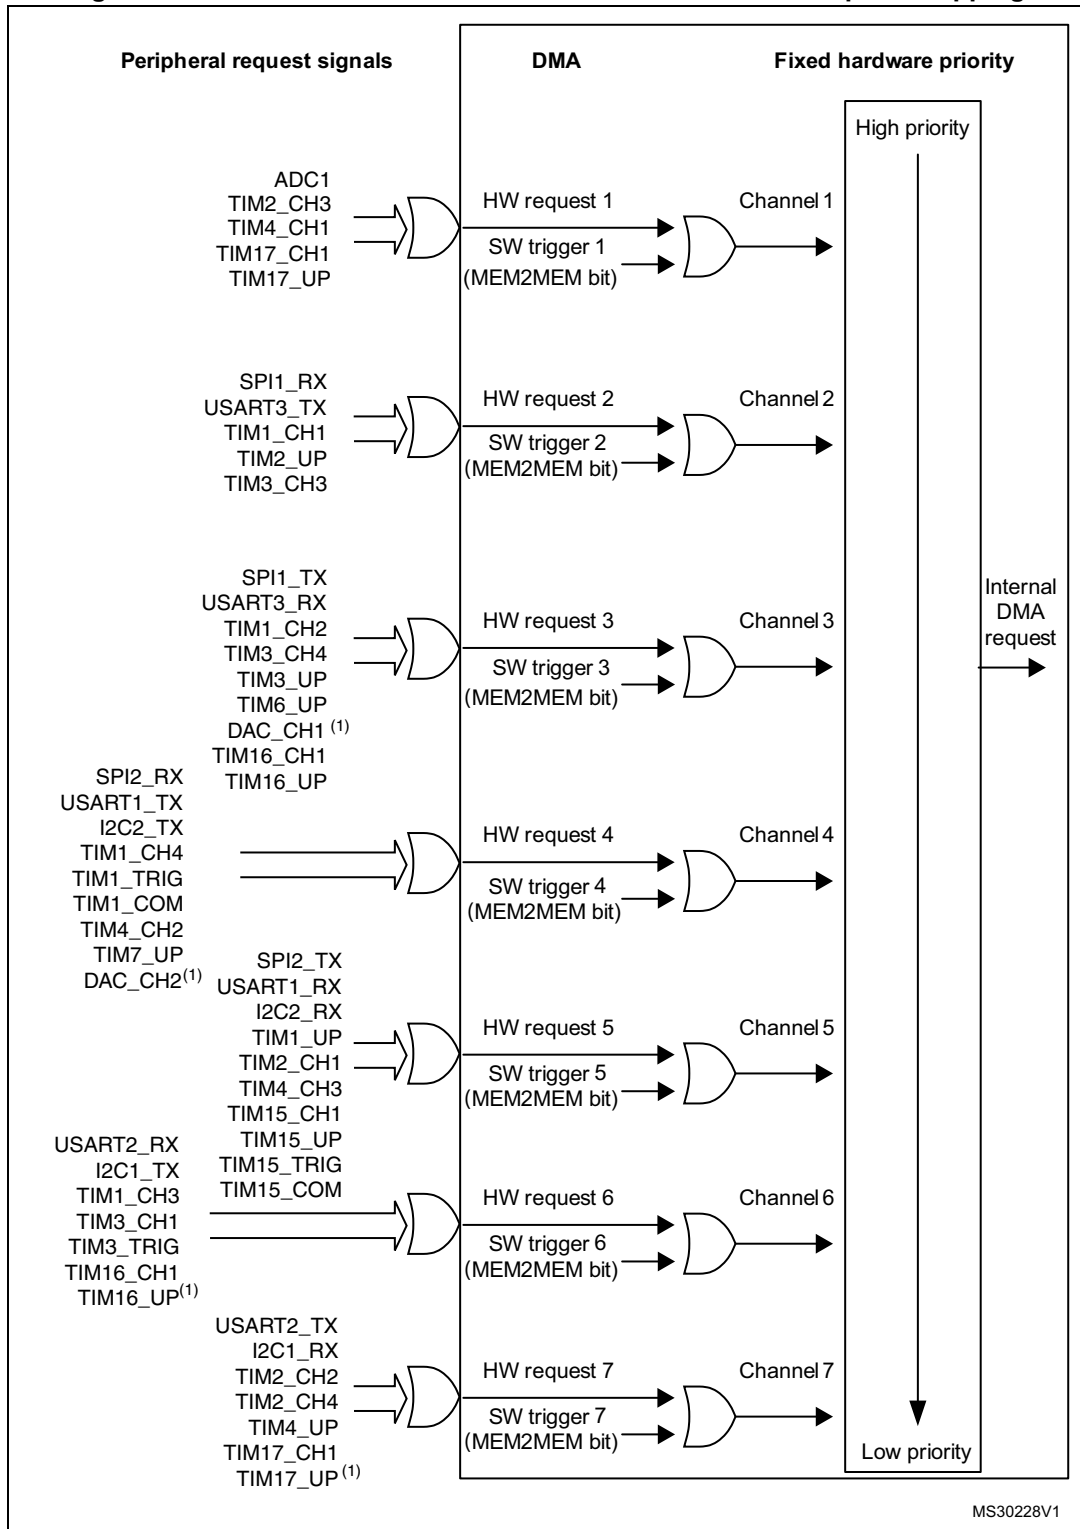 Peripheral request signals
DMA
Fixed hardware priority
High priority
ADC1
TIM2_CH3
TIM4_CH1
TIM17_CH1
TIM17_UP
HW request 1
SW trigger 1
(MEM2MEM bit)
Channel 1
SPI1_RX
USART3_TX
TIM1_CH1
TIM2_UP
TIM3_CH3
HW request 2
SW trigger 2
(MEM2MEM bit)
Channel 2
SPI1_TX
USART3_RX
TIM1_CH2
TIM3_CH4
TIM3_UP
TIM6_UP
DAC_CH1 (1)
TIM16_CH1
TIM16_UP
HW request 3
SW trigger 3
(MEM2MEM bit)
Channel 3
Internal
DMA
request
SPI2_RX
USART1_TX
I2C2_TX
TIM1_CH4
TIM1_TRIG
TIM1_COM
TIM4_CH2
TIM7_UP
DAC_CH2(1)
HW request 4
SW trigger 4
(MEM2MEM bit)
Channel 4
SPI2_TX
USART1_RX
I2C2_RX
TIM1_UP
TIM2_CH1
TIM4_CH3
TIM15_CH1
TIM15_UP
TIM15_TRIG
TIM15_COM
HW request 5
SW trigger 5
(MEM2MEM bit)
Channel 5
USART2_RX
I2C1_TX
TIM1_CH3
TIM3_CH1
TIM3_TRIG
TIM16_CH1
TIM16_UP(1)
HW request 6
SW trigger 6
(MEM2MEM bit)
Channel 6
USART2_TX
I2C1_RX
TIM2_CH2
TIM2_CH4
TIM4_UP
TIM17_CH1
TIM17_UP (1)
HW request 7
SW trigger 7
(MEM2MEM bit)
Channel 7
Low priority
MS30228V1